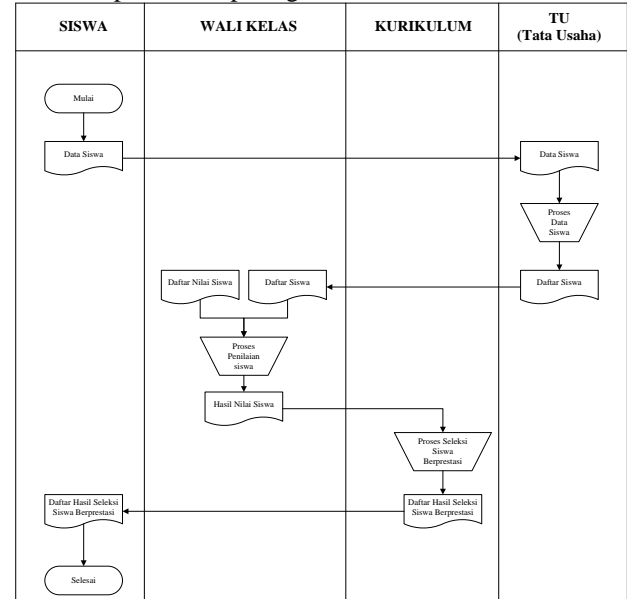 SISWA
WALI KELAS
KURIKULUM
TU
(Tata Usaha)
Mulai
Data Siswa
Data Siswa
Proses
Data
Siswa
Daftar Nilai Siswa
Daftar Siswa
Daftar Siswa
Proses
Penilaian
siswa
Hasil Nilai Siswa
Proses Seleksi
Siswa
Berprestasi
Daftar Hasil Seleksi
Siswa Berprestasi
Daftar Hasil Seleksi
Siswa Berprestasi
Selesai